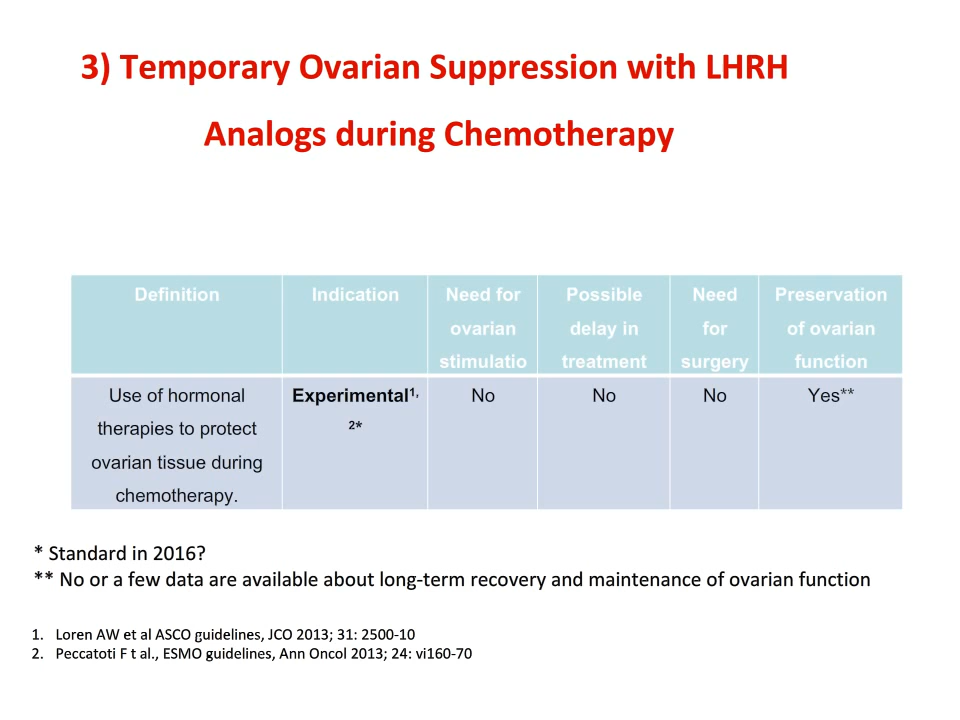 3) Temporary Ovarian Suppression with LHRH
Analogs during Chemotherapy
Definition
Indication
Need for
ovarian
stimulatio
Possible
delay in
treatment
Need
for
surgery
Preservation
of ovarian
function
Use of hormonal
therapies to protect
ovarian tissue during
chemotherapy.
Experimental1,
2*
No
No
No
Yes**
* Standard in 2016?
** No or a few data are available about long-term recovery and maintenance of ovarian function
1. Loren AW et al ASCO guidelines, JCO 2013; 31: 2500-10
2. Peccatoti F t al., ESMO guidelines, Ann Oncol 2013; 24: vi160-70